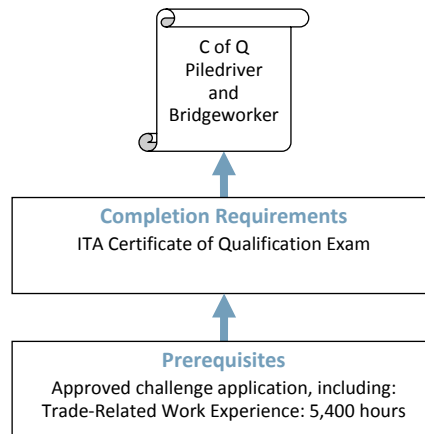 C of Q
Piledriver
and
Bridgeworker
Completion Requirements
ITA Certificate of Qualification Exam
Prerequisites
Approved challenge application, including:
Trade-Related Work Experience: 5,400 hours